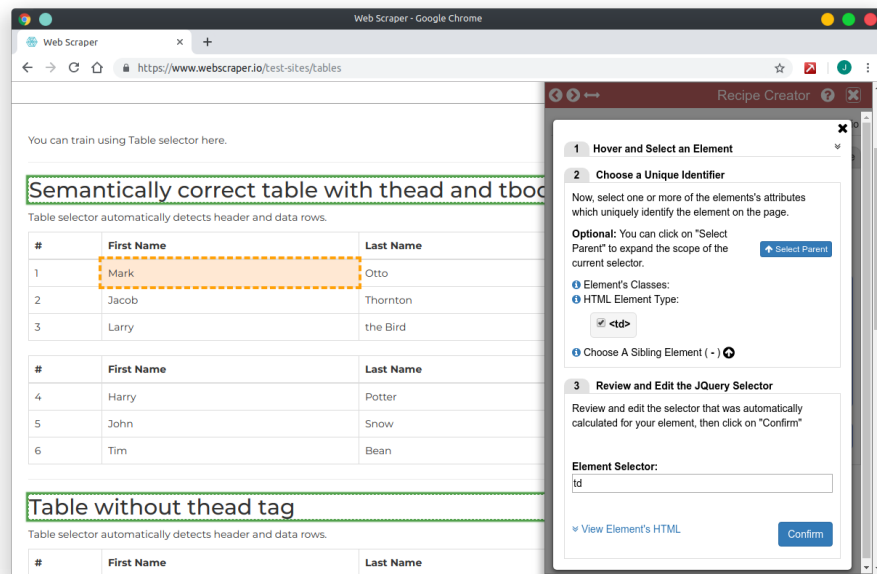 Web Scraper - Google Chrome
Web Scraper
https://www.webscraper.io/test-sites/tables
J
Recipe Creator
You can train using Table selector here.
Semantically correct table with thead and tbod
Table selector automatically detects header and data rows.
# First Name Last Name
1 Mark Otto
2 Jacob Thornton
3 Larry the Bird
# First Name Last Name
4 Harry Potter
5 John Snow
6 Tim Bean
Table without thead tag
Table selector automatically detects header and data rows.
# First Name Last Name
1 Hover and Select an Element
2 Choose a Unique Identifier
Now, select one or more of the elements's attributes
which uniquely identify the element on the page.
Optional: You can click on "Select
Parent" to expand the scope of the
current selector.
Select Parent
Element's Classes:
HTML Element Type:
<td>
Choose A Sibling Element ( - )
3 Review and Edit the JQuery Selector
Review and edit the selector that was automatically
calculated for your element, then click on "Confirm"
Element Selector:
td
View Element's HTML
Confirm